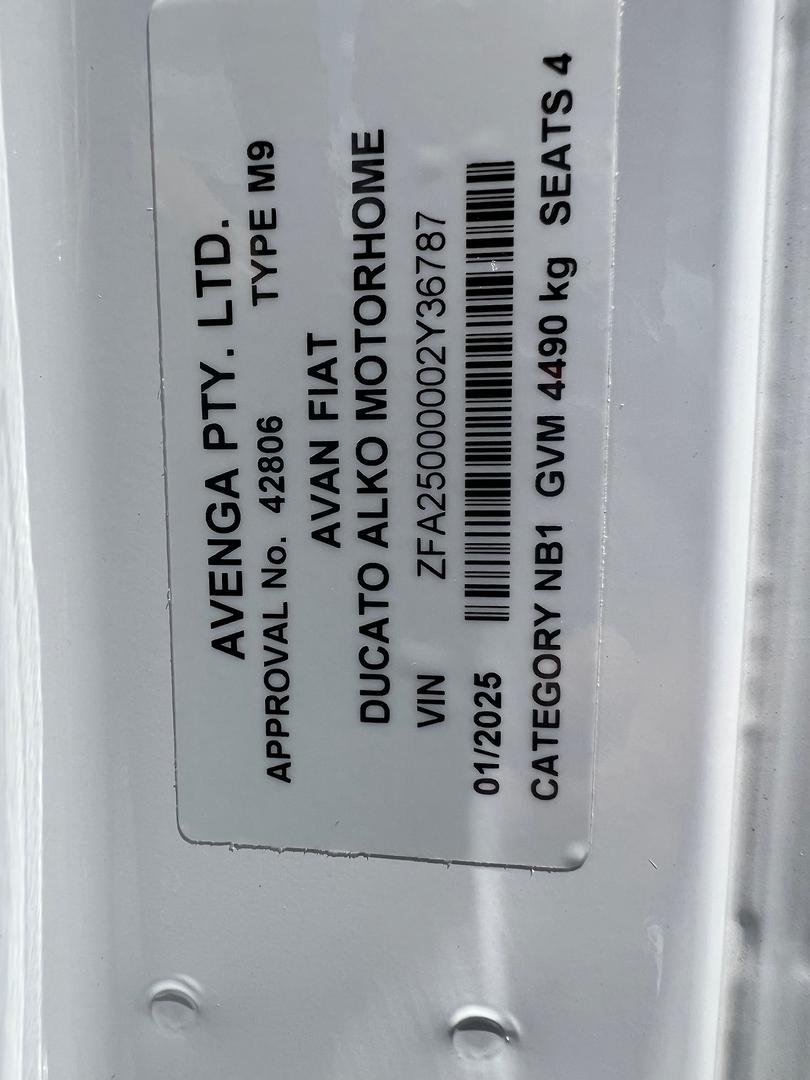 AVENGA PTY. LTD.
APPROVAL No. 42806 TYPE M9
AVAN FIAT
DUCATO ALKO MOTORHOME
VIN ZFA25000002Y36787
01/2025
CATEGORY NB1 GVM 4490 kg SEATS 4